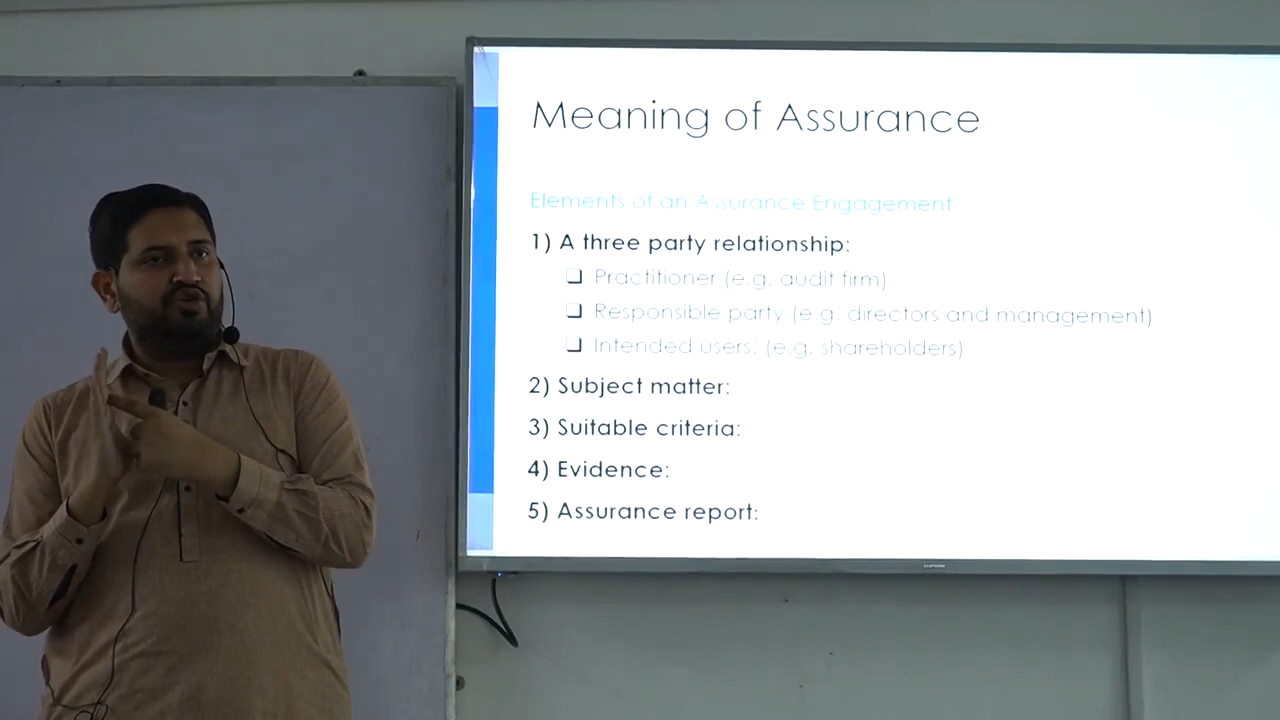 Meaning of Assurance
Elements of an Assurance Engagement
1) A three party relationship:
❑ Practitioner (e.g. audit firm)
❑ Responsible party (e.g. directors and management)
❑ Intended users: (e.g. shareholders)
2) Subject matter:
3) Suitable criteria:
4) Evidence:
5) Assurance report:
SAMSUNG